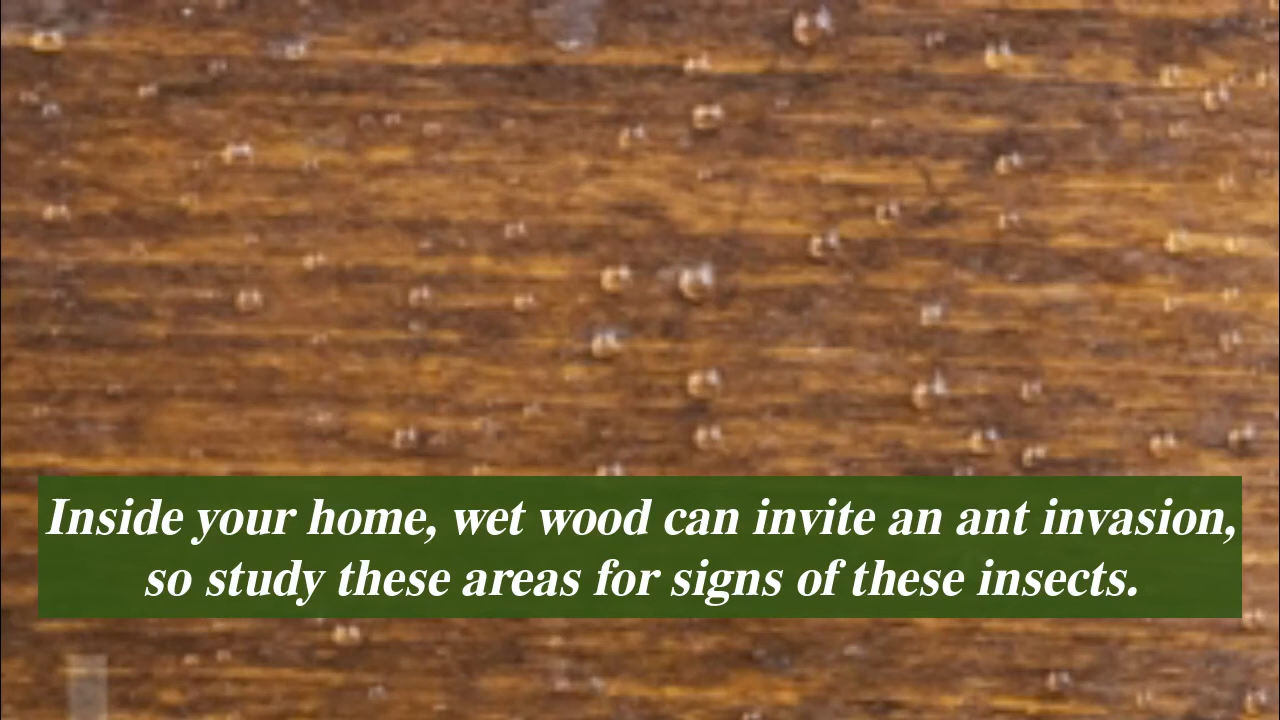 Inside your home, wet wood can invite an ant invasion,
so study these areas for signs of these insects.